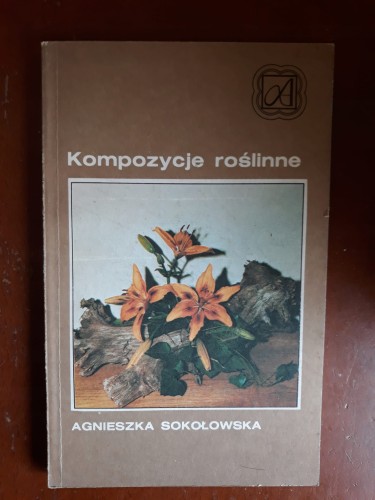 Kompozycje roślinne
AGNIESZKA SOKOŁOWSKA